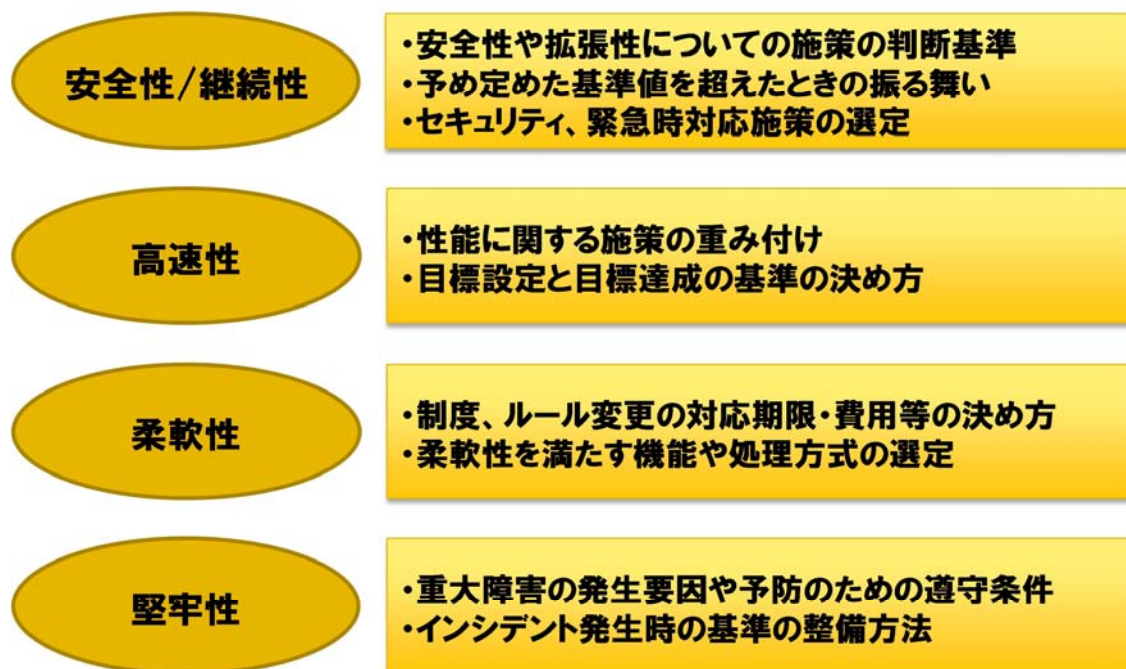 安全性/継続性
・安全性や拡張性についての施策の判断基準
・予め定めた基準値を超えたときの振る舞い
・セキュリティ、緊急時対応施策の選定
高速性
・性能に関する施策の重み付け
・目標設定と目標達成の基準の決め方
柔軟性
・制度、ルール変更の対応期限・費用等の決め方
・柔軟性を満たす機能や処理方式の選定
堅牢性
・重大障害の発生要因や予防のための遵守条件
・インシデント発生時の基準の整備方法